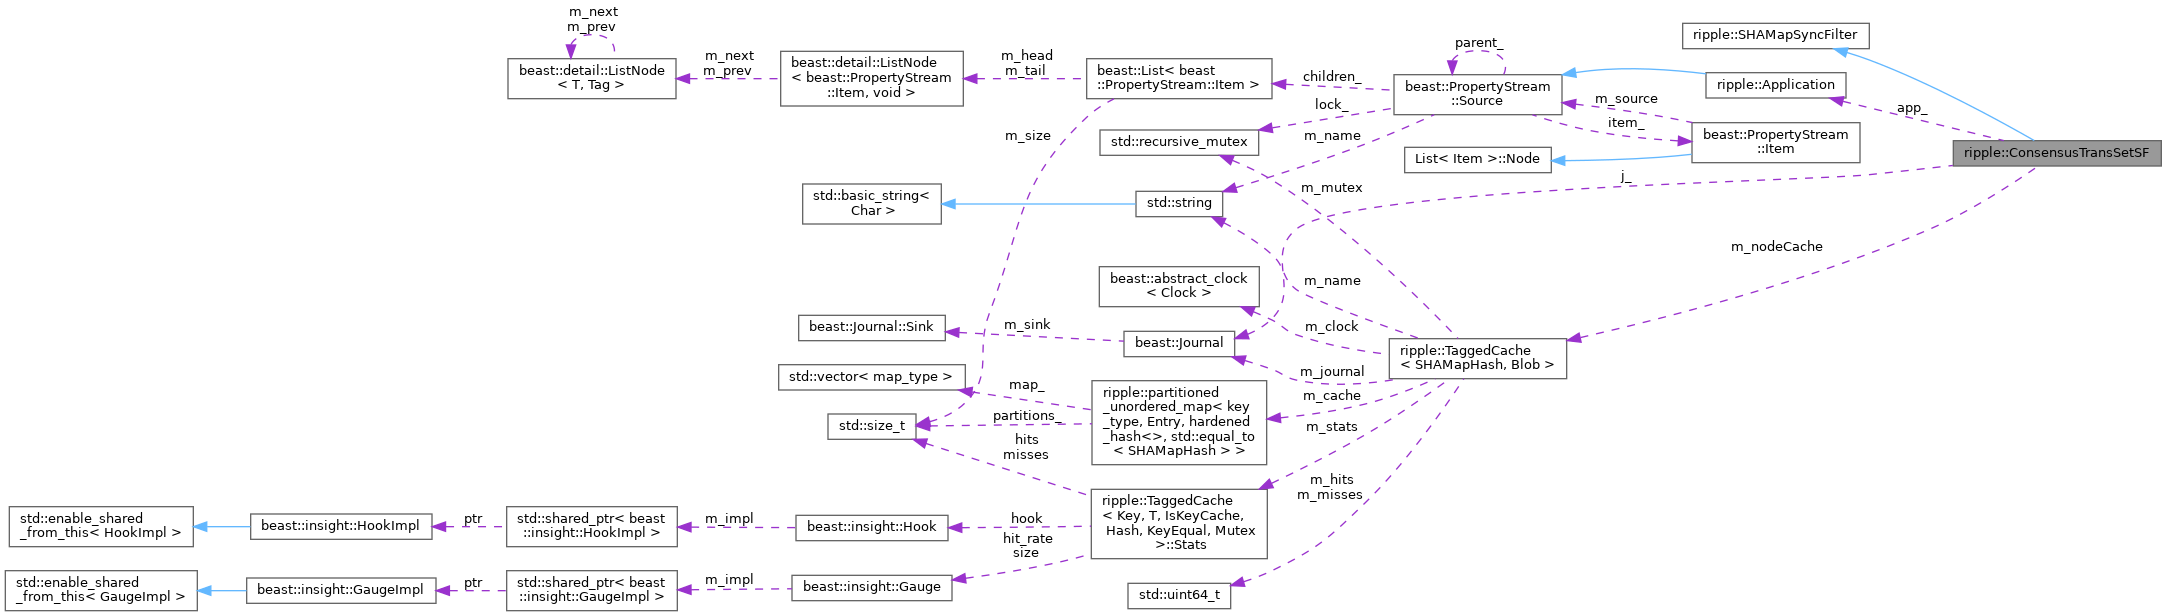 m_next
m_prev
beast::detail::ListNode
< T, Tag >
m_next
m_prev
beast::detail::ListNode
< beast::PropertyStream
::Item, void >
m_head
m_tail
beast::List< beast
::PropertyStream::Item >
children_
parent_
beast::PropertyStream
::Source
ripple::SHAMapSyncFilter
ripple::Application
m_source
item_
beast::PropertyStream
::Item
app_
ripple::ConsensusTransSetSF
lock_
m_name
m_size
std::recursive_mutex
List< Item >::Node
j_
m_mutex
std::basic_string<
Char >
std::string
m_nodeCache
beast::abstract_clock
< Clock >
m_name
beast::Journal::Sink
m_sink
beast::Journal
m_clock
ripple::TaggedCache
< SHAMapHash, Blob >
m_journal
std::vector< map_type >
map_
ripple::partitioned
_unordered_map< key
_type, Entry, hardened
_hash<>, std::equal_to
< SHAMapHash > >
m_cache
std::size_t
partitions_
m_stats
hits
misses
m_hits
m_misses
std::enable_shared
_from_this< HookImpl >
beast::insight::HookImpl
ptr
std::shared_ptr< beast
::insight::HookImpl >
m_impl
beast::insight::Hook
hook
ripple::TaggedCache
< Key, T, IsKeyCache,
Hash, KeyEqual, Mutex
>::Stats
hit_rate
size
std::enable_shared
_from_this< GaugeImpl >
beast::insight::GaugeImpl
ptr
std::shared_ptr< beast
::insight::GaugeImpl >
m_impl
beast::insight::Gauge
std::uint64_t